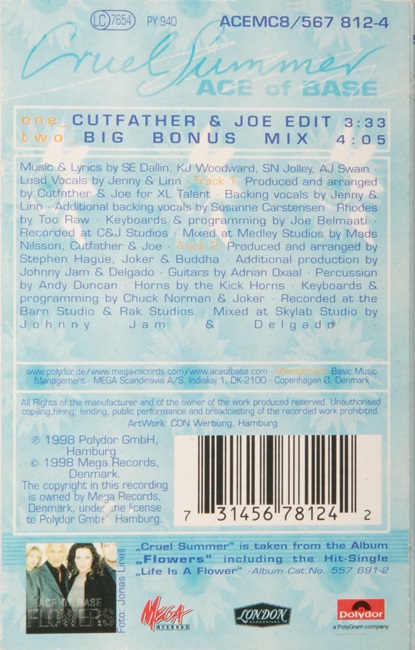 LC 7654 PY 940 ACEMC8/567 812-4
Cruel Summer
ACE OF BASE
one CUTFATHER & JOE EDIT 3:33
two BIG BONUS MIX 4:05
Music & Lyrics by SE Dallin, KJ Woodward, SN Jolley, AJ Swain ·
Lead Vocals by Jenny & Linn · Track 1: Produced and arranged
by Cutfather & Joe for XL Talent · Backing vocals by Jenny &
Linn · Additional backing vocals by Susanne Carstensen · Rhodes
by Too Raw · Keyboards & programming by Joe Belmaati ·
Recorded at C&J Studios · Mixed at Medley Studios by Mads
Nilsson, Cutfather & Joe · Track 2: Produced and arranged by
Stephen Hague, Joker & Buddha · Additional production by
Johnny Jam & Delgado · Guitars by Adrian Oxaal · Percussion
by Andy Duncan · Horns by the Kick Horns · Keyboards &
programming by Chuck Norman & Joker · Recorded at the
Barn Studio & Rak Studios · Mixed at Skylab Studio by
Johnny Jam & Delgado ·
www.polydor.de/www.mega-records.com/www.aceofbase.com · Management: Basic Music
Management · MEGA Scandinavia A/S, Indiakaj 1, DK-2100 · Copenhagen Ø, Denmark
All Rights of the manufacturer and of the owner of the work produced reserved. Unauthorised
copying, hiring, lending, public performance and broadcasting of the recorded work prohibited.
ArtWork: CDN Werbung, Hamburg
℗ 1998 Polydor GmbH,
Hamburg ·
© 1998 Mega Records,
Denmark.
The copyright in this recording
is owned by Mega Records,
Denmark, under the license
to Polydor GmbH Hamburg.
7 31456 78124 2
„Cruel Summer" is taken from the Album
„Flowers" including the Hit-Single
„Life Is A Flower" · Album Cat. No. 557 691-2
ACE OF BASE
FLOWERS
Foto: Jonas Linell
MEGA
RECORDS
LONDON
RECORDINGS
Polydor
a PolyGram company